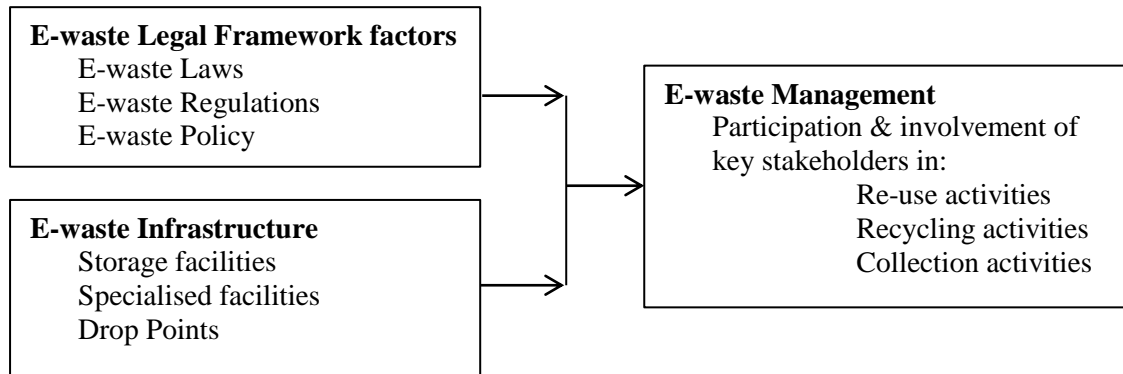 E-waste Legal Framework factors
E-waste Laws
E-waste Regulations
E-waste Policy
E-waste Infrastructure
Storage facilities
Specialised facilities
Drop Points
E-waste Management
Participation & involvement of
key stakeholders in:
Re-use activities
Recycling activities
Collection activities